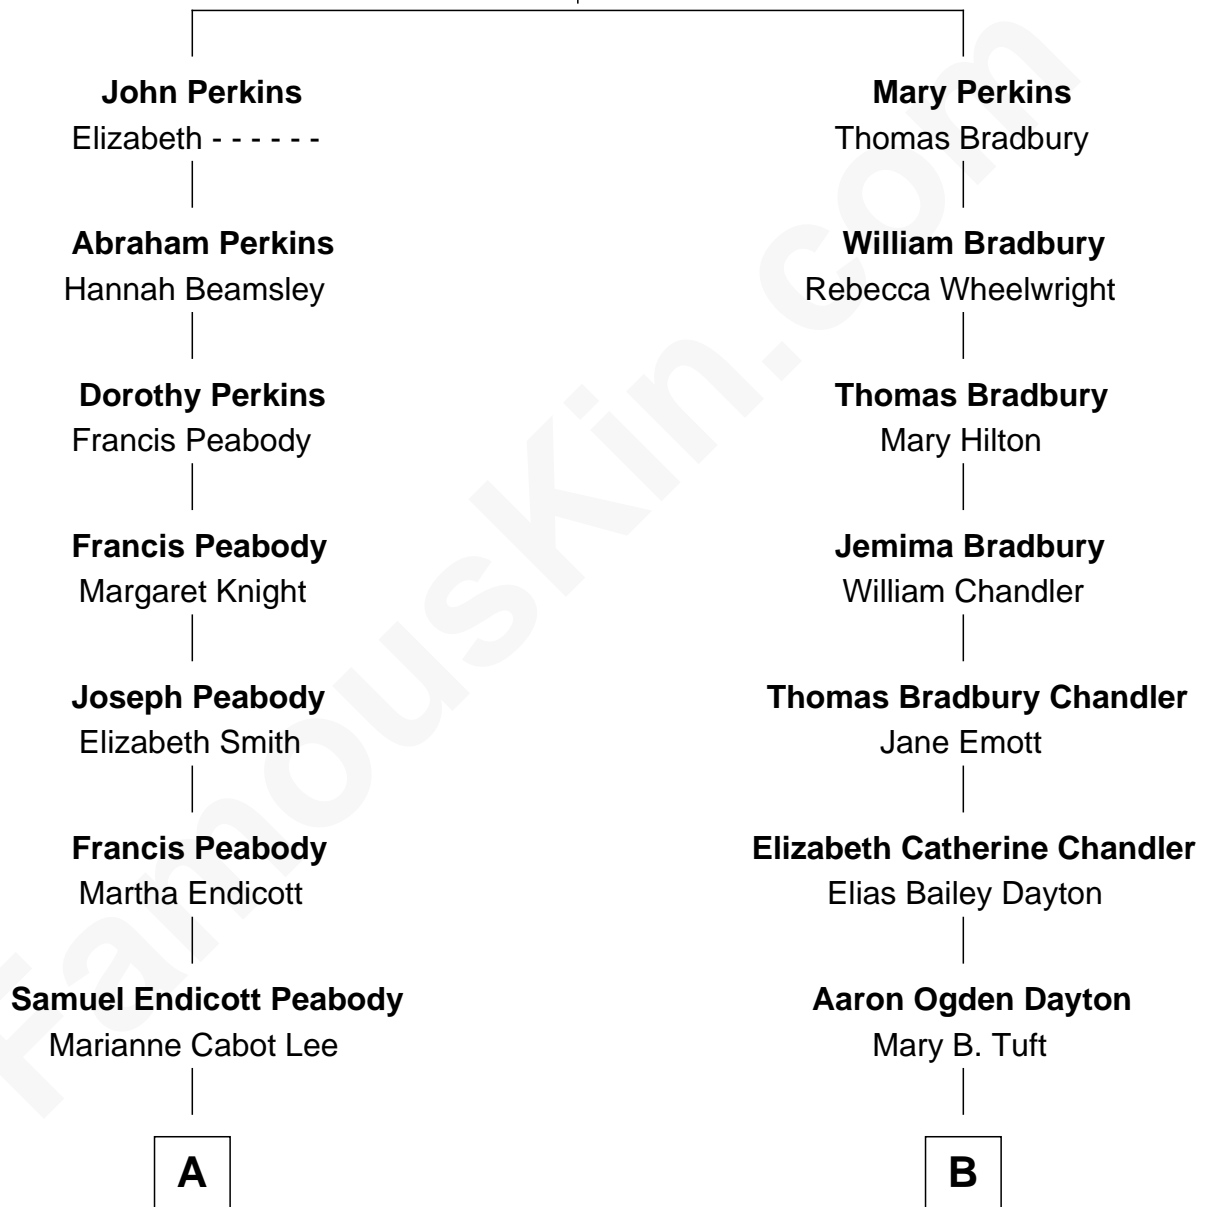 John Perkins
Elizabeth - - - - - -
Abraham Perkins
Hannah Beamsley
Dorothy Perkins
Francis Peabody
Francis Peabody
Margaret Knight
Joseph Peabody
Elizabeth Smith
Francis Peabody
Martha Endicott
Samuel Endicott Peabody
Marianne Cabot Lee
A
Mary Perkins
Thomas Bradbury
William Bradbury
Rebecca Wheelwright
Thomas Bradbury
Mary Hilton
Jemima Bradbury
William Chandler
Thomas Bradbury Chandler
Jane Emott
Elizabeth Catherine Chandler
Elias Bailey Dayton
Aaron Ogden Dayton
Mary B. Tuft
B
FamousKin.com